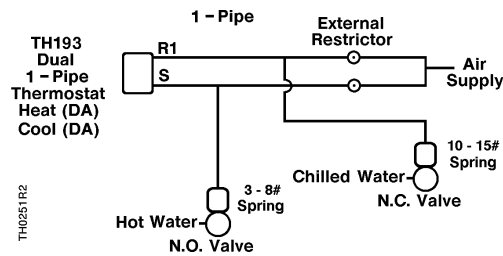 1 – Pipe
External
Restrictor
TH193
Dual
1 – Pipe
Thermostat
Heat (DA)
Cool (DA)
R1
S
Air
Supply
10 - 15#
Spring
Chilled Water
N.C. Valve
3 - 8#
Spring
Hot Water
N.O. Valve
TH0251R2